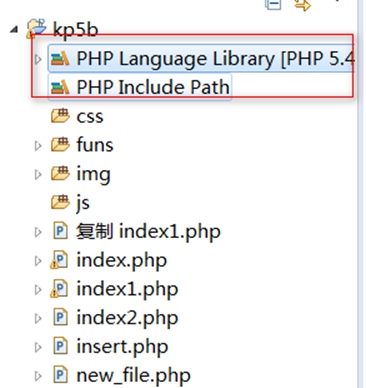 kp5b
PHP Language Library [PHP 5.4
PHP Include Path
css
funs
img
js
复制 index1.php
index.php
index1.php
index2.php
insert.php
new_file.php